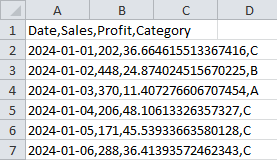 A B C D
1 Date,Sales,Profit,Category
2 2024-01-01,202,36.664615513367416,C
3 2024-01-02,448,24.874024515670225,B
4 2024-01-03,370,11.407276606707454,A
5 2024-01-04,206,48.10613326357327,C
6 2024-01-05,171,45.53933663580128,C
7 2024-01-06,288,36.41393572462343,C